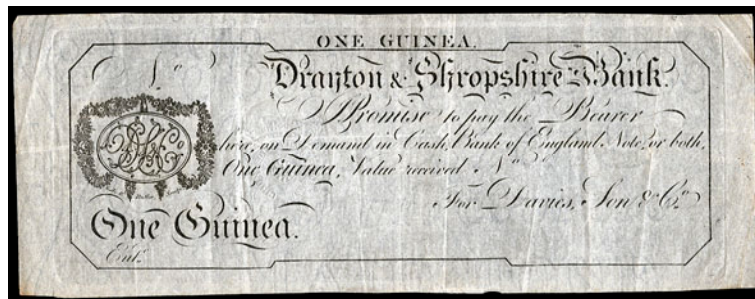 ONE GUINEA.
No
Drayton & Shropshire Bank.
I Promise to pay the Bearer
here, on Demand in Cash, Bank of England Notes or both,
One Guinea, Value received No
For Davies, Son & Co.
One Guinea.
Ent.